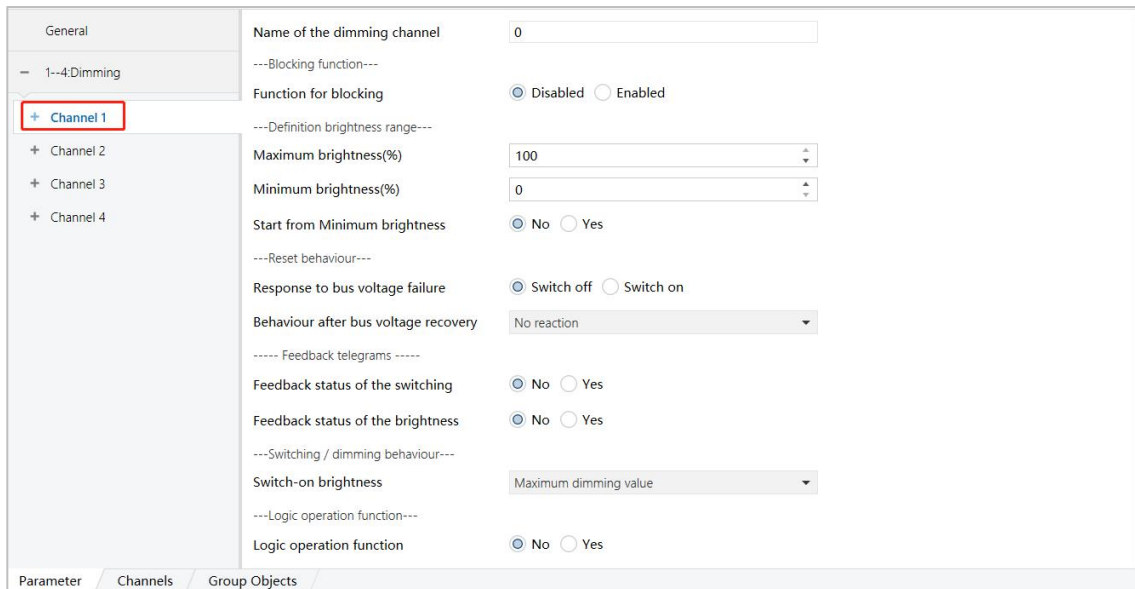 General
− 1--4:Dimming
+ Channel 1
+ Channel 2
+ Channel 3
+ Channel 4
Name of the dimming channel 0
---Blocking function---
Function for blocking Disabled Enabled
---Definition brightness range---
Maximum brightness(%) 100
Minimum brightness(%) 0
Start from Minimum brightness No Yes
---Reset behaviour---
Response to bus voltage failure Switch off Switch on
Behaviour after bus voltage recovery No reaction
----- Feedback telegrams -----
Feedback status of the switching No Yes
Feedback status of the brightness No Yes
---Switching / dimming behaviour---
Switch-on brightness Maximum dimming value
---Logic operation function---
Logic operation function No Yes
Parameter Channels Group Objects